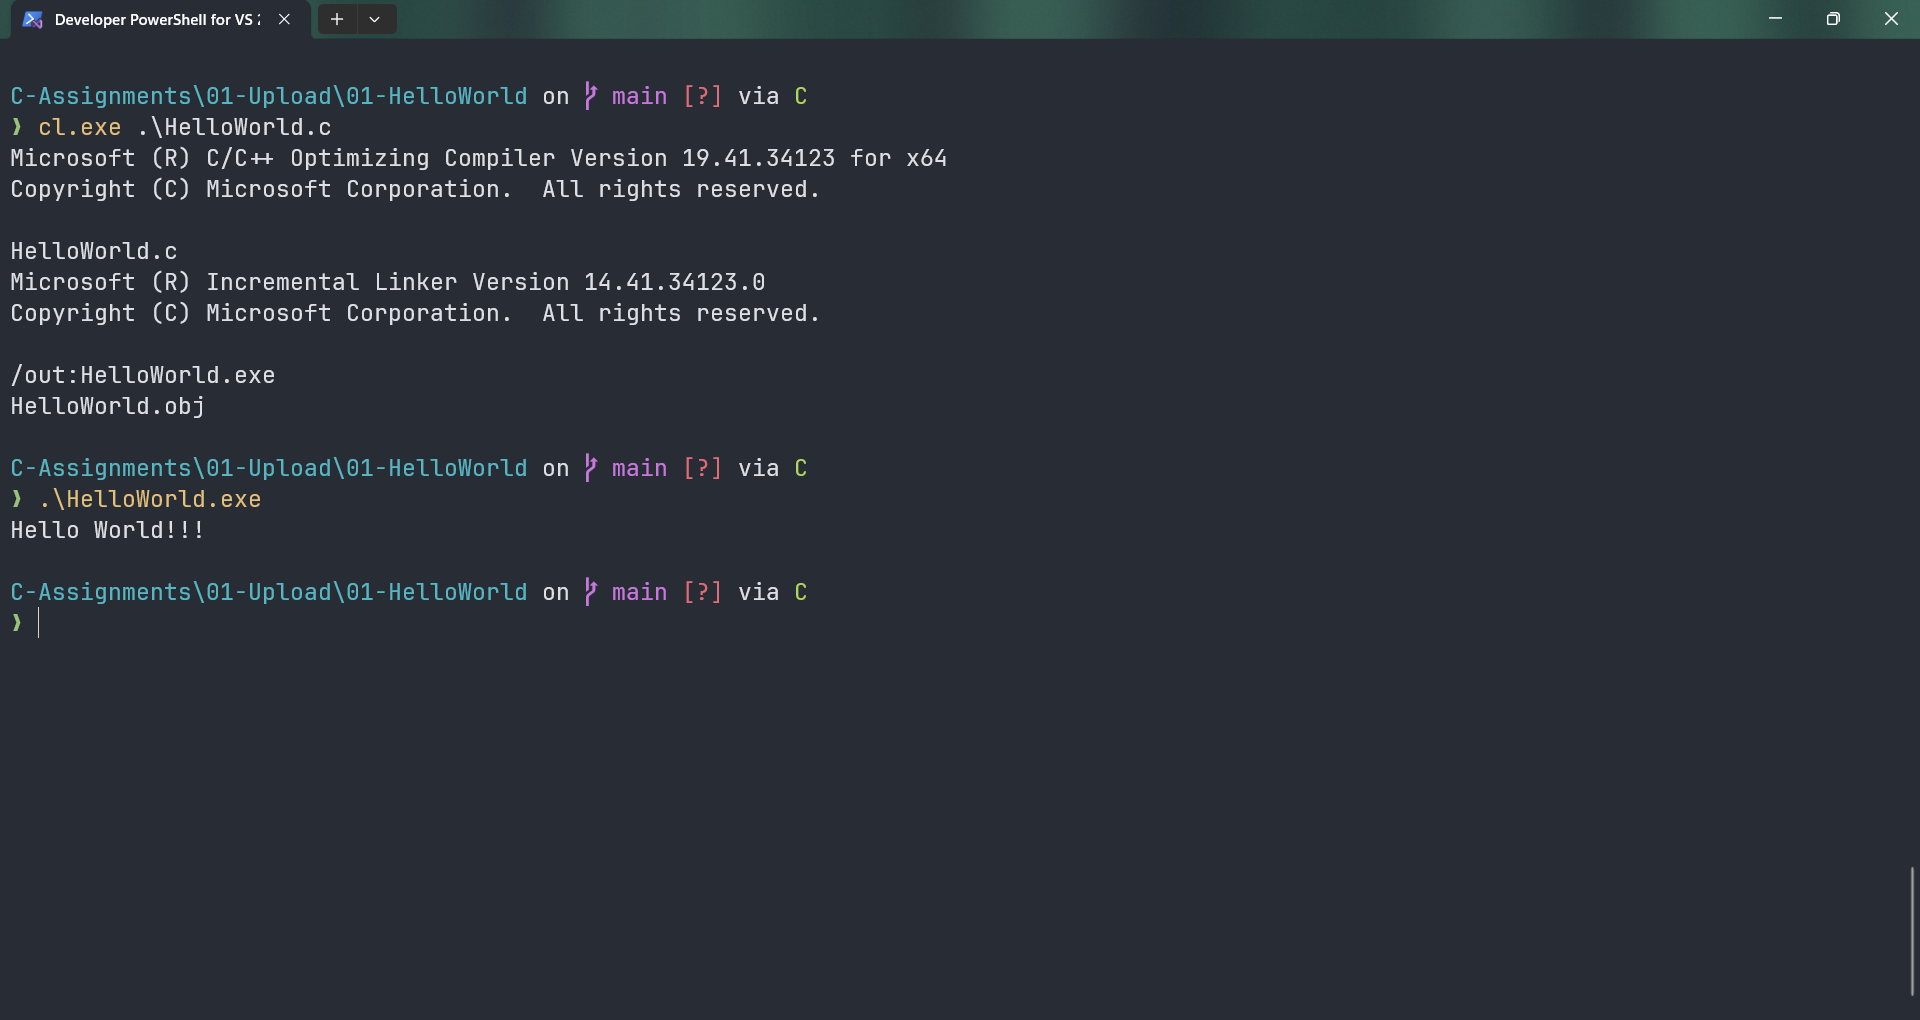 Developer PowerShell for VS
C-Assignments\01-Upload\01-HelloWorld on main [?] via C
❯ cl.exe .\HelloWorld.c
Microsoft (R) C/C++ Optimizing Compiler Version 19.41.34123 for x64
Copyright (C) Microsoft Corporation.  All rights reserved.
HelloWorld.c
Microsoft (R) Incremental Linker Version 14.41.34123.0
Copyright (C) Microsoft Corporation.  All rights reserved.
/out:HelloWorld.exe
HelloWorld.obj
C-Assignments\01-Upload\01-HelloWorld on main [?] via C
❯ .\HelloWorld.exe
Hello World!!!
C-Assignments\01-Upload\01-HelloWorld on main [?] via C
❯